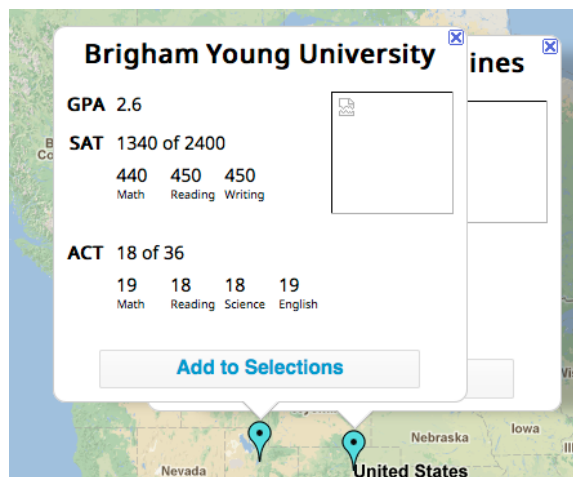 Brigham Young University
ines
GPA 2.6
SAT 1340 of 2400
440 450 450
Math Reading Writing
ACT 18 of 36
19 18 18 19
Math Reading Science English
Add to Selections
Nebraska
Iowa
Nevada
United States